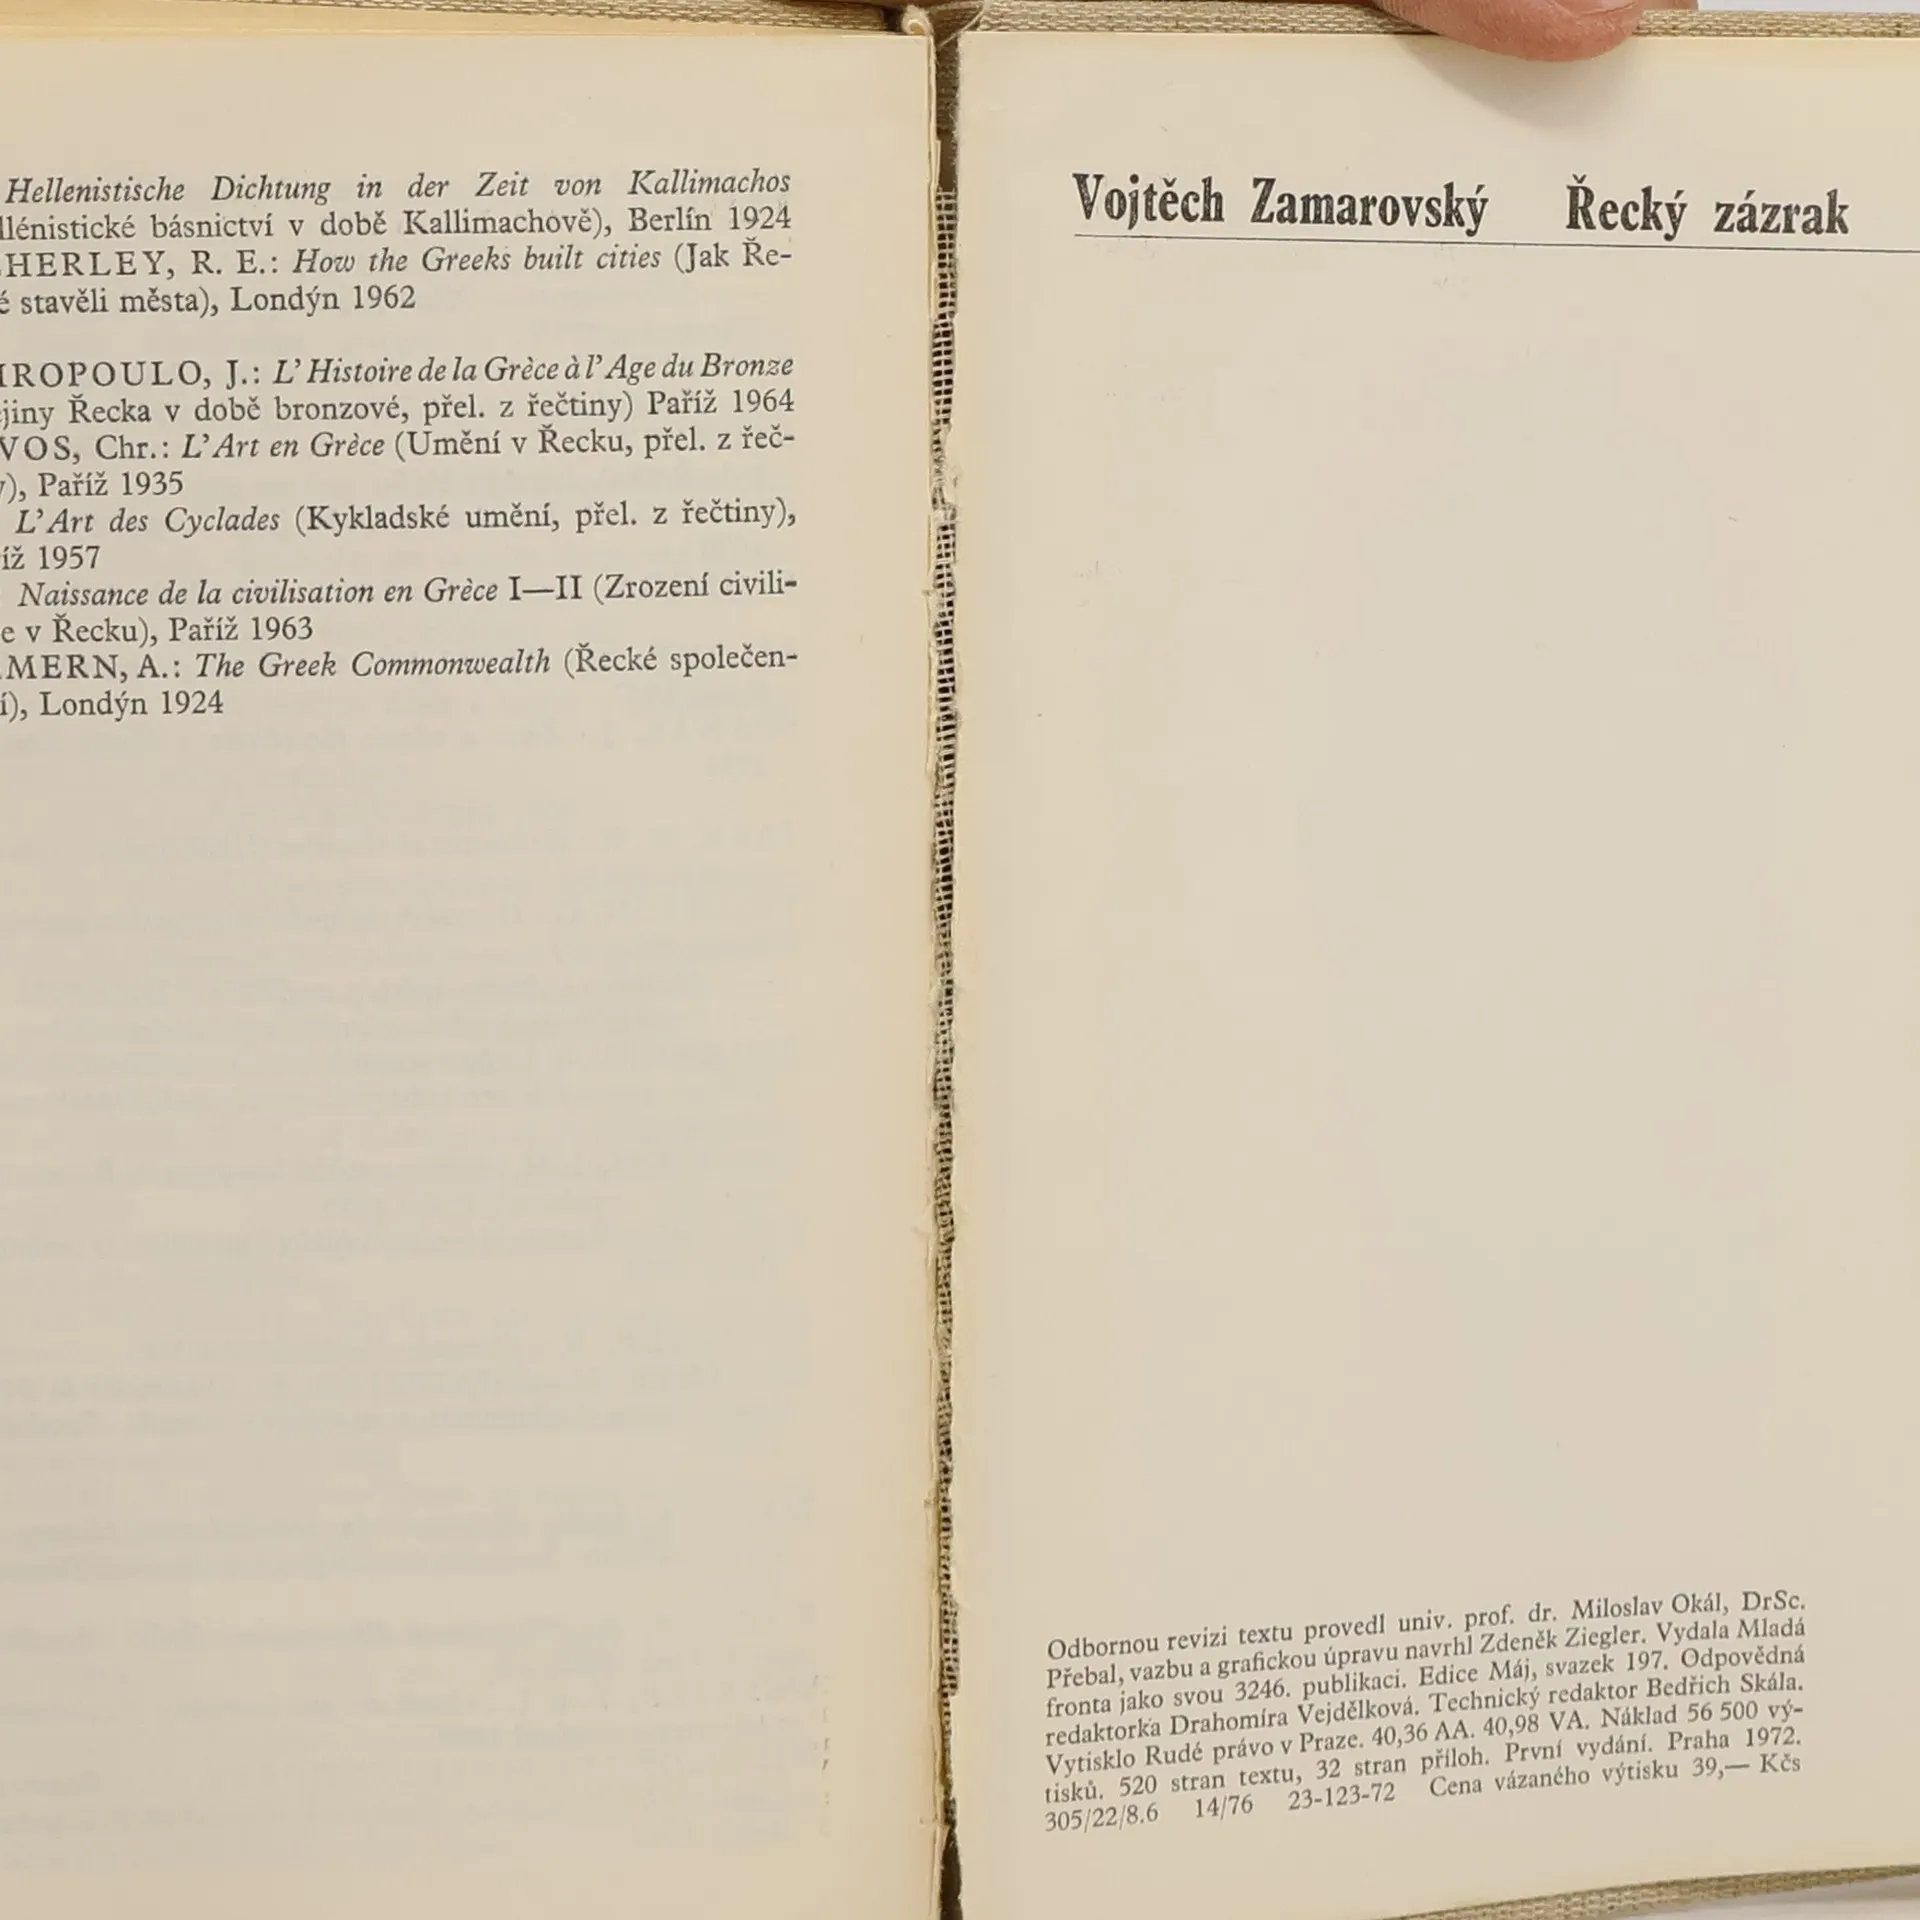 Hellenistische Dichtung in der Zeit von Kallimachos
básnictví v době Kallimachově), Berlín 1924
R. E.: How the Greeks built cities (Jak Ře-
stavěli města), Londýn 1962
J.: L’Histoire de la Grèce à l’Age du Bronze
Řecka v době bronzové, přel. z řečtiny) Paříž 1964
Chr.: L’Art en Grèce (Umění v Řecku, přel. z řeč-
Paříž 1935
L’Art des Cyclades (Kykladské umění, přel. z řečtiny),
1957
Naissance de la civilisation en Grèce I—II (Zrození civili-
v Řecku), Paříž 1963
A.: The Greek Commonwealth (Řecké společen-
Londýn 1924
Vojtěch Zamarovský Řecký zázrak
Odbornou revizi textu provedl univ. prof. dr. Miloslav Okál, DrSc.
Přebal, vazbu a grafickou úpravu navrhl Zdeněk Ziegler. Vydala Mladá
fronta jako svou 3246. publikaci. Edice Máj, svazek 197. Odpovědná
redaktorka Drahomíra Vejdělková. Technický redaktor Bedřich Skála.
Vytisklo Rudé právo v Praze. 40,36 AA. 40,98 VA. Náklad 56 500 vý-
tisků. 520 stran textu, 32 stran příloh. První vydání. Praha 1972.
305/22/8.6 14/76 23-123-72 Cena vázaného výtisku 39,— Kčs